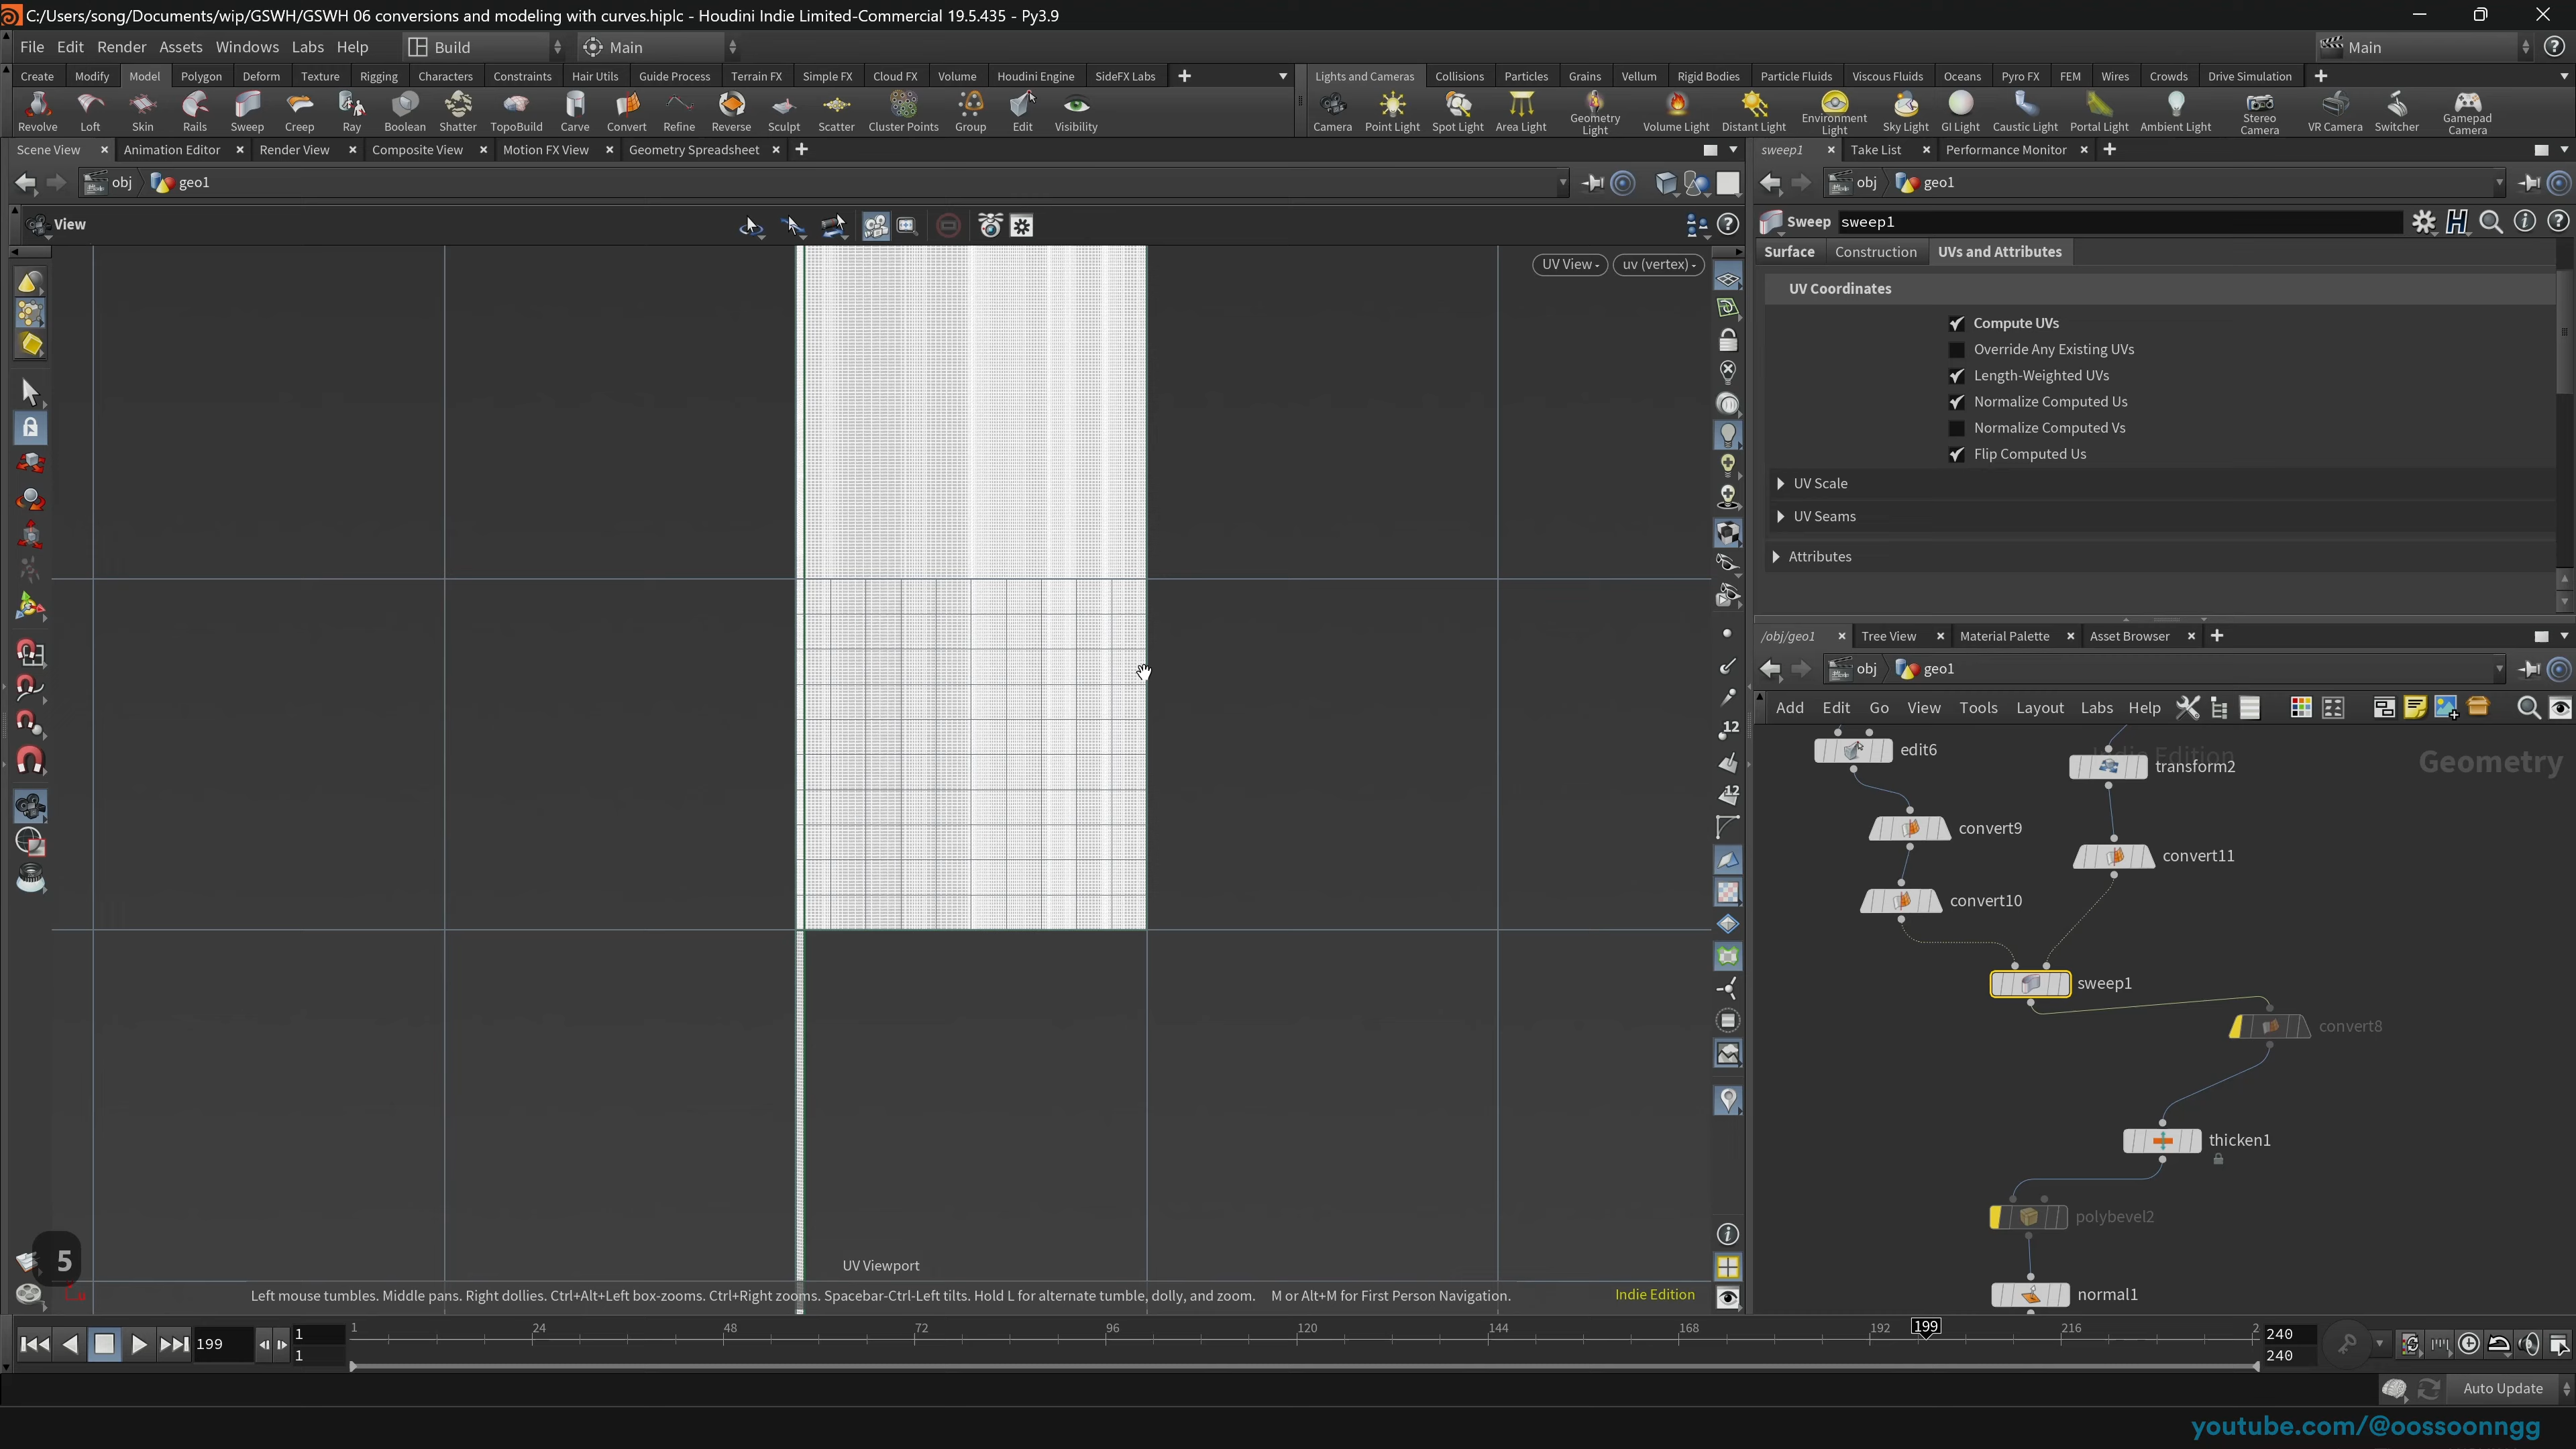 C:/Users/song/Documents/wip/GSWH/GSWH 06 conversions and modeling with curves.hiplc - Houdini Indie Limited-Commercial 19.5.435 - Py3.9
File Edit Render Assets Windows Labs Help Build Main Main
Create Modify Model Polygon Deform Texture Rigging Characters Constraints Hair Utils Guide Process Terrain FX Simple FX Cloud FX Volume Houdini Engine SideFX Labs
Lights and Cameras Collisions Particles Grains Vellum Rigid Bodies Particle Fluids Viscous Fluids Oceans Pyro FX FEM Wires Crowds Drive Simulation
Revolve Loft Skin Rails Sweep Creep Ray Boolean Shatter TopoBuild Carve Convert Refine Reverse Sculpt Scatter Cluster Points Group Edit Visibility
Camera Point Light Spot Light Area Light Geometry Light Volume Light Distant Light Environment Light Sky Light GI Light Caustic Light Portal Light Ambient Light Stereo Camera VR Camera Switcher Gamepad Camera
Scene View Animation Editor Render View Composite View Motion FX View Geometry Spreadsheet
sweep1 Take List Performance Monitor
obj geo1
obj geo1
View
Sweep sweep1
Surface Construction UVs and Attributes
UV View uv (vertex)
UV Coordinates
Compute UVs
Override Any Existing UVs
Length-Weighted UVs
Normalize Computed Us
Normalize Computed Vs
Flip Computed Us
UV Scale
UV Seams
Attributes
/obj/geo1 Tree View Material Palette Asset Browser
obj geo1
Add Edit Go View Tools Layout Labs Help
Indie Edition
Geometry
edit6
transform2
convert9
convert11
convert10
sweep1
convert8
thicken1
polybevel2
normal1
12
12
5
UV Viewport
Left mouse tumbles. Middle pans. Right dollies. Ctrl+Alt+Left box-zooms. Ctrl+Right zooms. Spacebar-Ctrl-Left tilts. Hold L for alternate tumble, dolly, and zoom. M or Alt+M for First Person Navigation.
Indie Edition
199 1 1 1 24 48 72 96 120 144 168 192 199 216 2 240 240
Auto Update
youtube.com/@oossoonngg